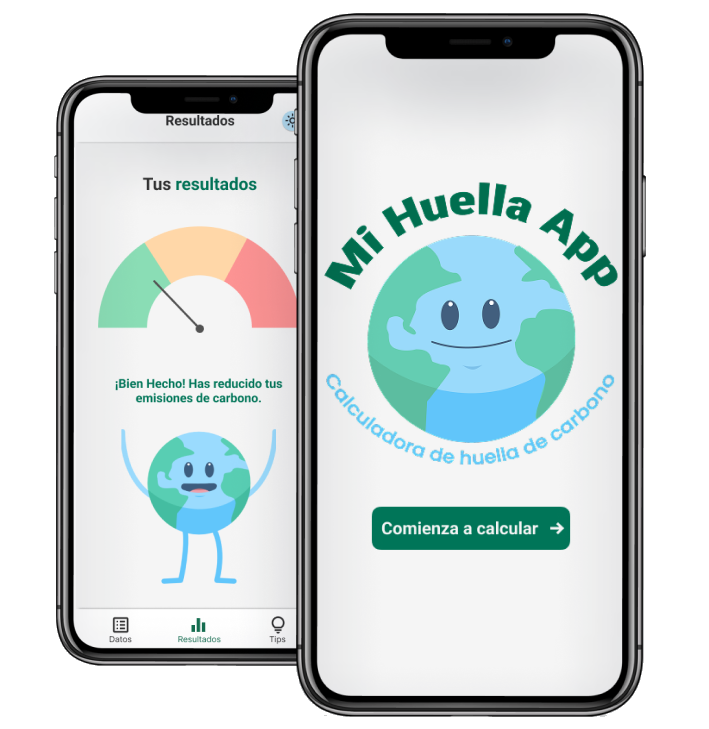 Resultados
Tus resultados
¡Bien Hecho! Has reducido tus
emisiones de carbono.
Datos
Resultados
Tips
Mi Huella App
Calculadora de huella de carbono
Comienza a calcular →